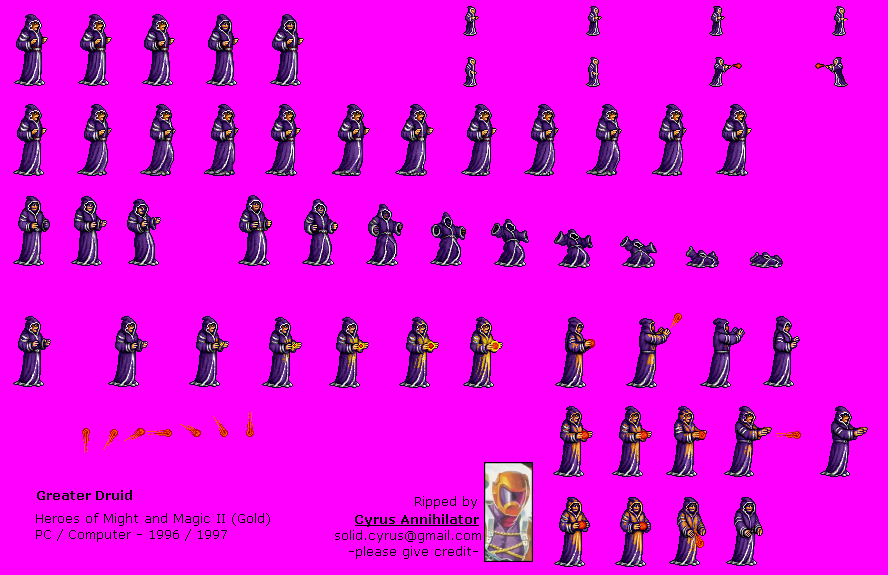 Greater Druid
Heroes of Might and Magic II (Gold)
PC / Computer - 1996 / 1997
Ripped by
Cyrus Annihilator
solid.cyrus@gmail.com
-please give credit-